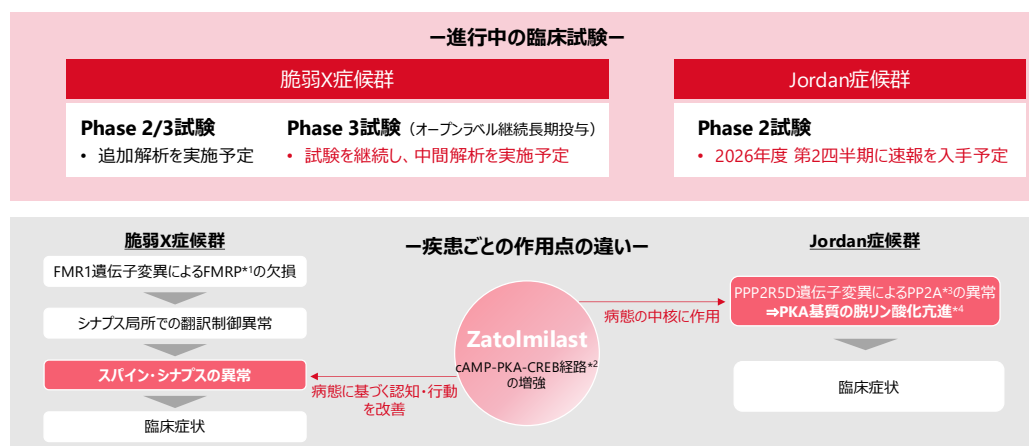 ー進行中の臨床試験ー
脆弱X症候群
Jordan症候群
Phase 2/3試験
• 追加解析を実施予定
Phase 3試験（オープンラベル継続長期投与）
• 試験を継続し、中間解析を実施予定
Phase 2試験
• 2026年度 第2四半期に速報を入手予定
ー疾患ごとの作用点の違いー
脆弱X症候群
FMR1遺伝子変異によるFMRP*1の欠損
シナプス局所での翻訳制御異常
スパイン・シナプスの異常
臨床症状
Zatolmilast
cAMP-PKA-CREB経路*2
の増強
病態に基づく認知・行動
を改善
病態の中核に作用
Jordan症候群
PPP2R5D遺伝子変異によるPP2A*3の異常
⇒PKA基質の脱リン酸化亢進*4
臨床症状